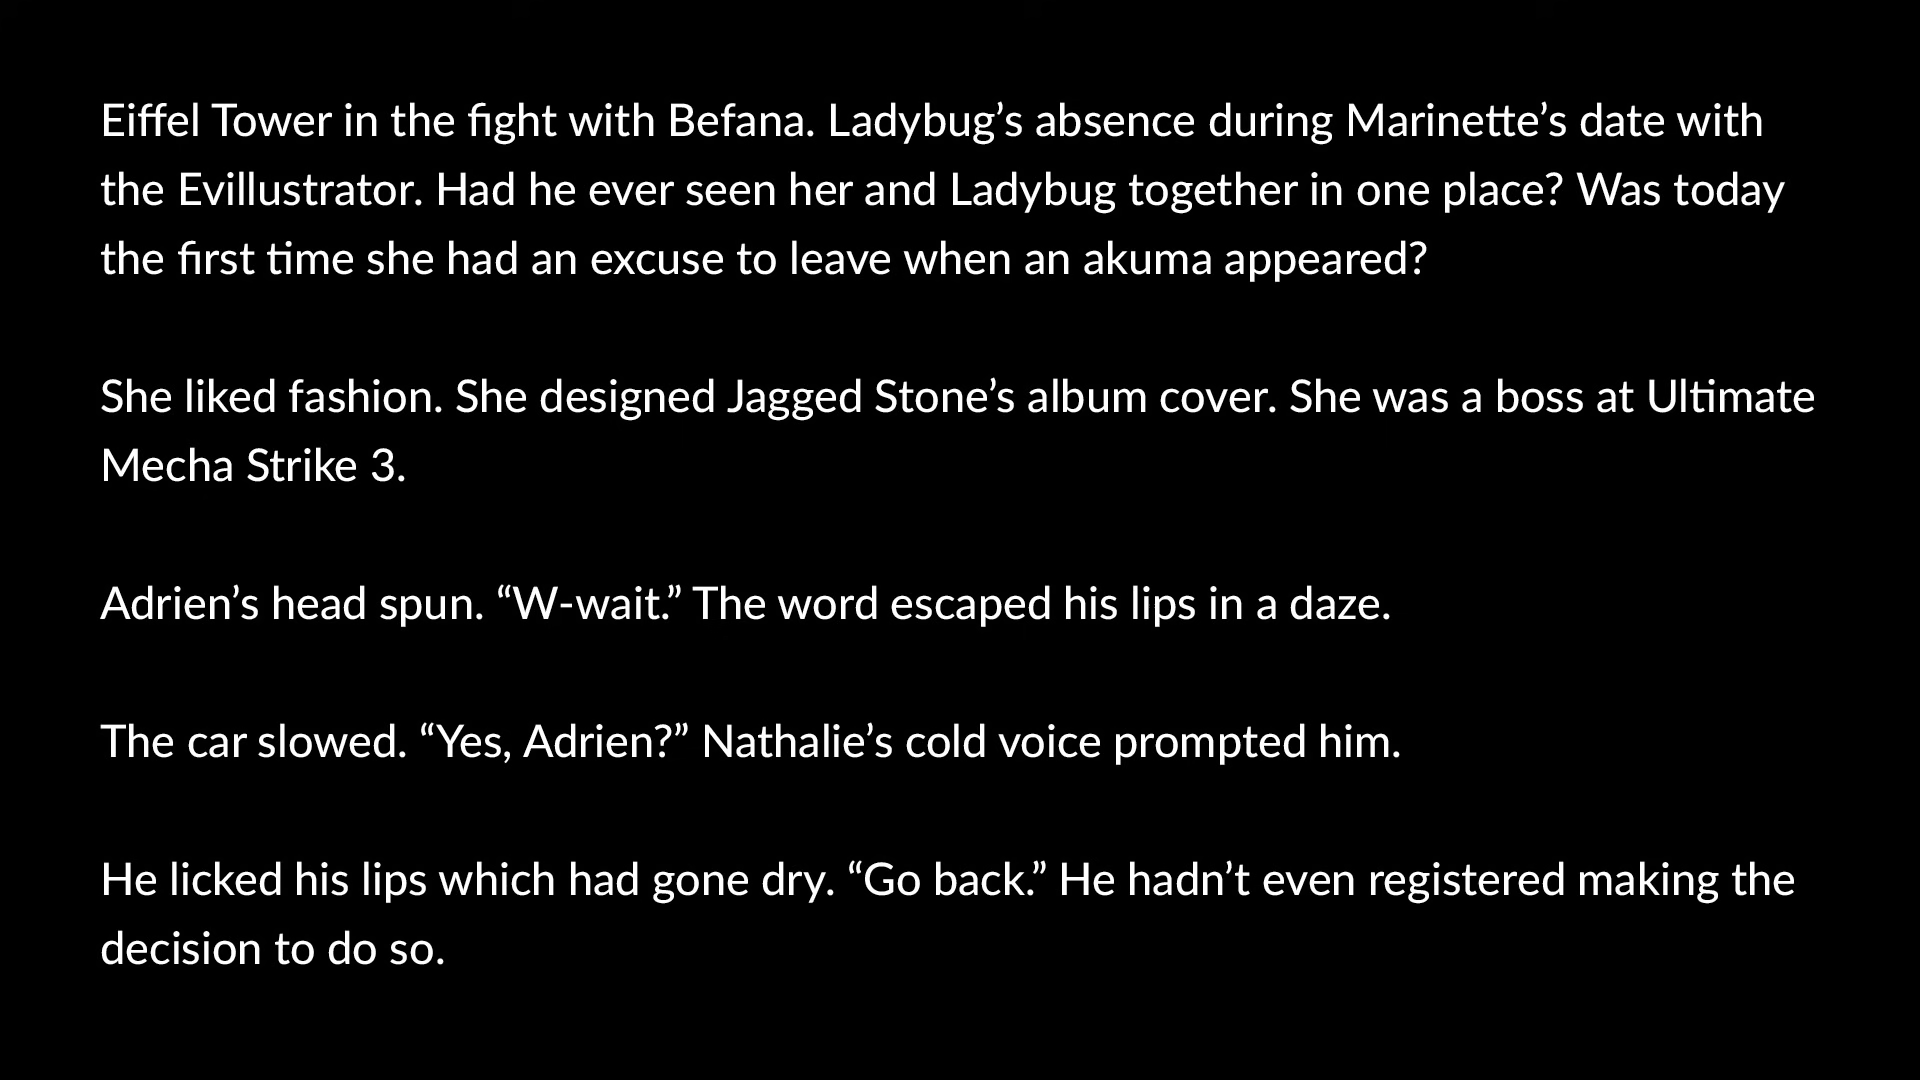 Eiffel Tower in the fight with Befana. Ladybug’s absence during Marinette’s date with
the Evillustrator. Had he ever seen her and Ladybug together in one place? Was today
the first time she had an excuse to leave when an akuma appeared?
She liked fashion. She designed Jagged Stone’s album cover. She was a boss at Ultimate
Mecha Strike 3.
Adrien’s head spun. “W-wait.” The word escaped his lips in a daze.
The car slowed. “Yes, Adrien?” Nathalie’s cold voice prompted him.
He licked his lips which had gone dry. “Go back.” He hadn’t even registered making the
decision to do so.